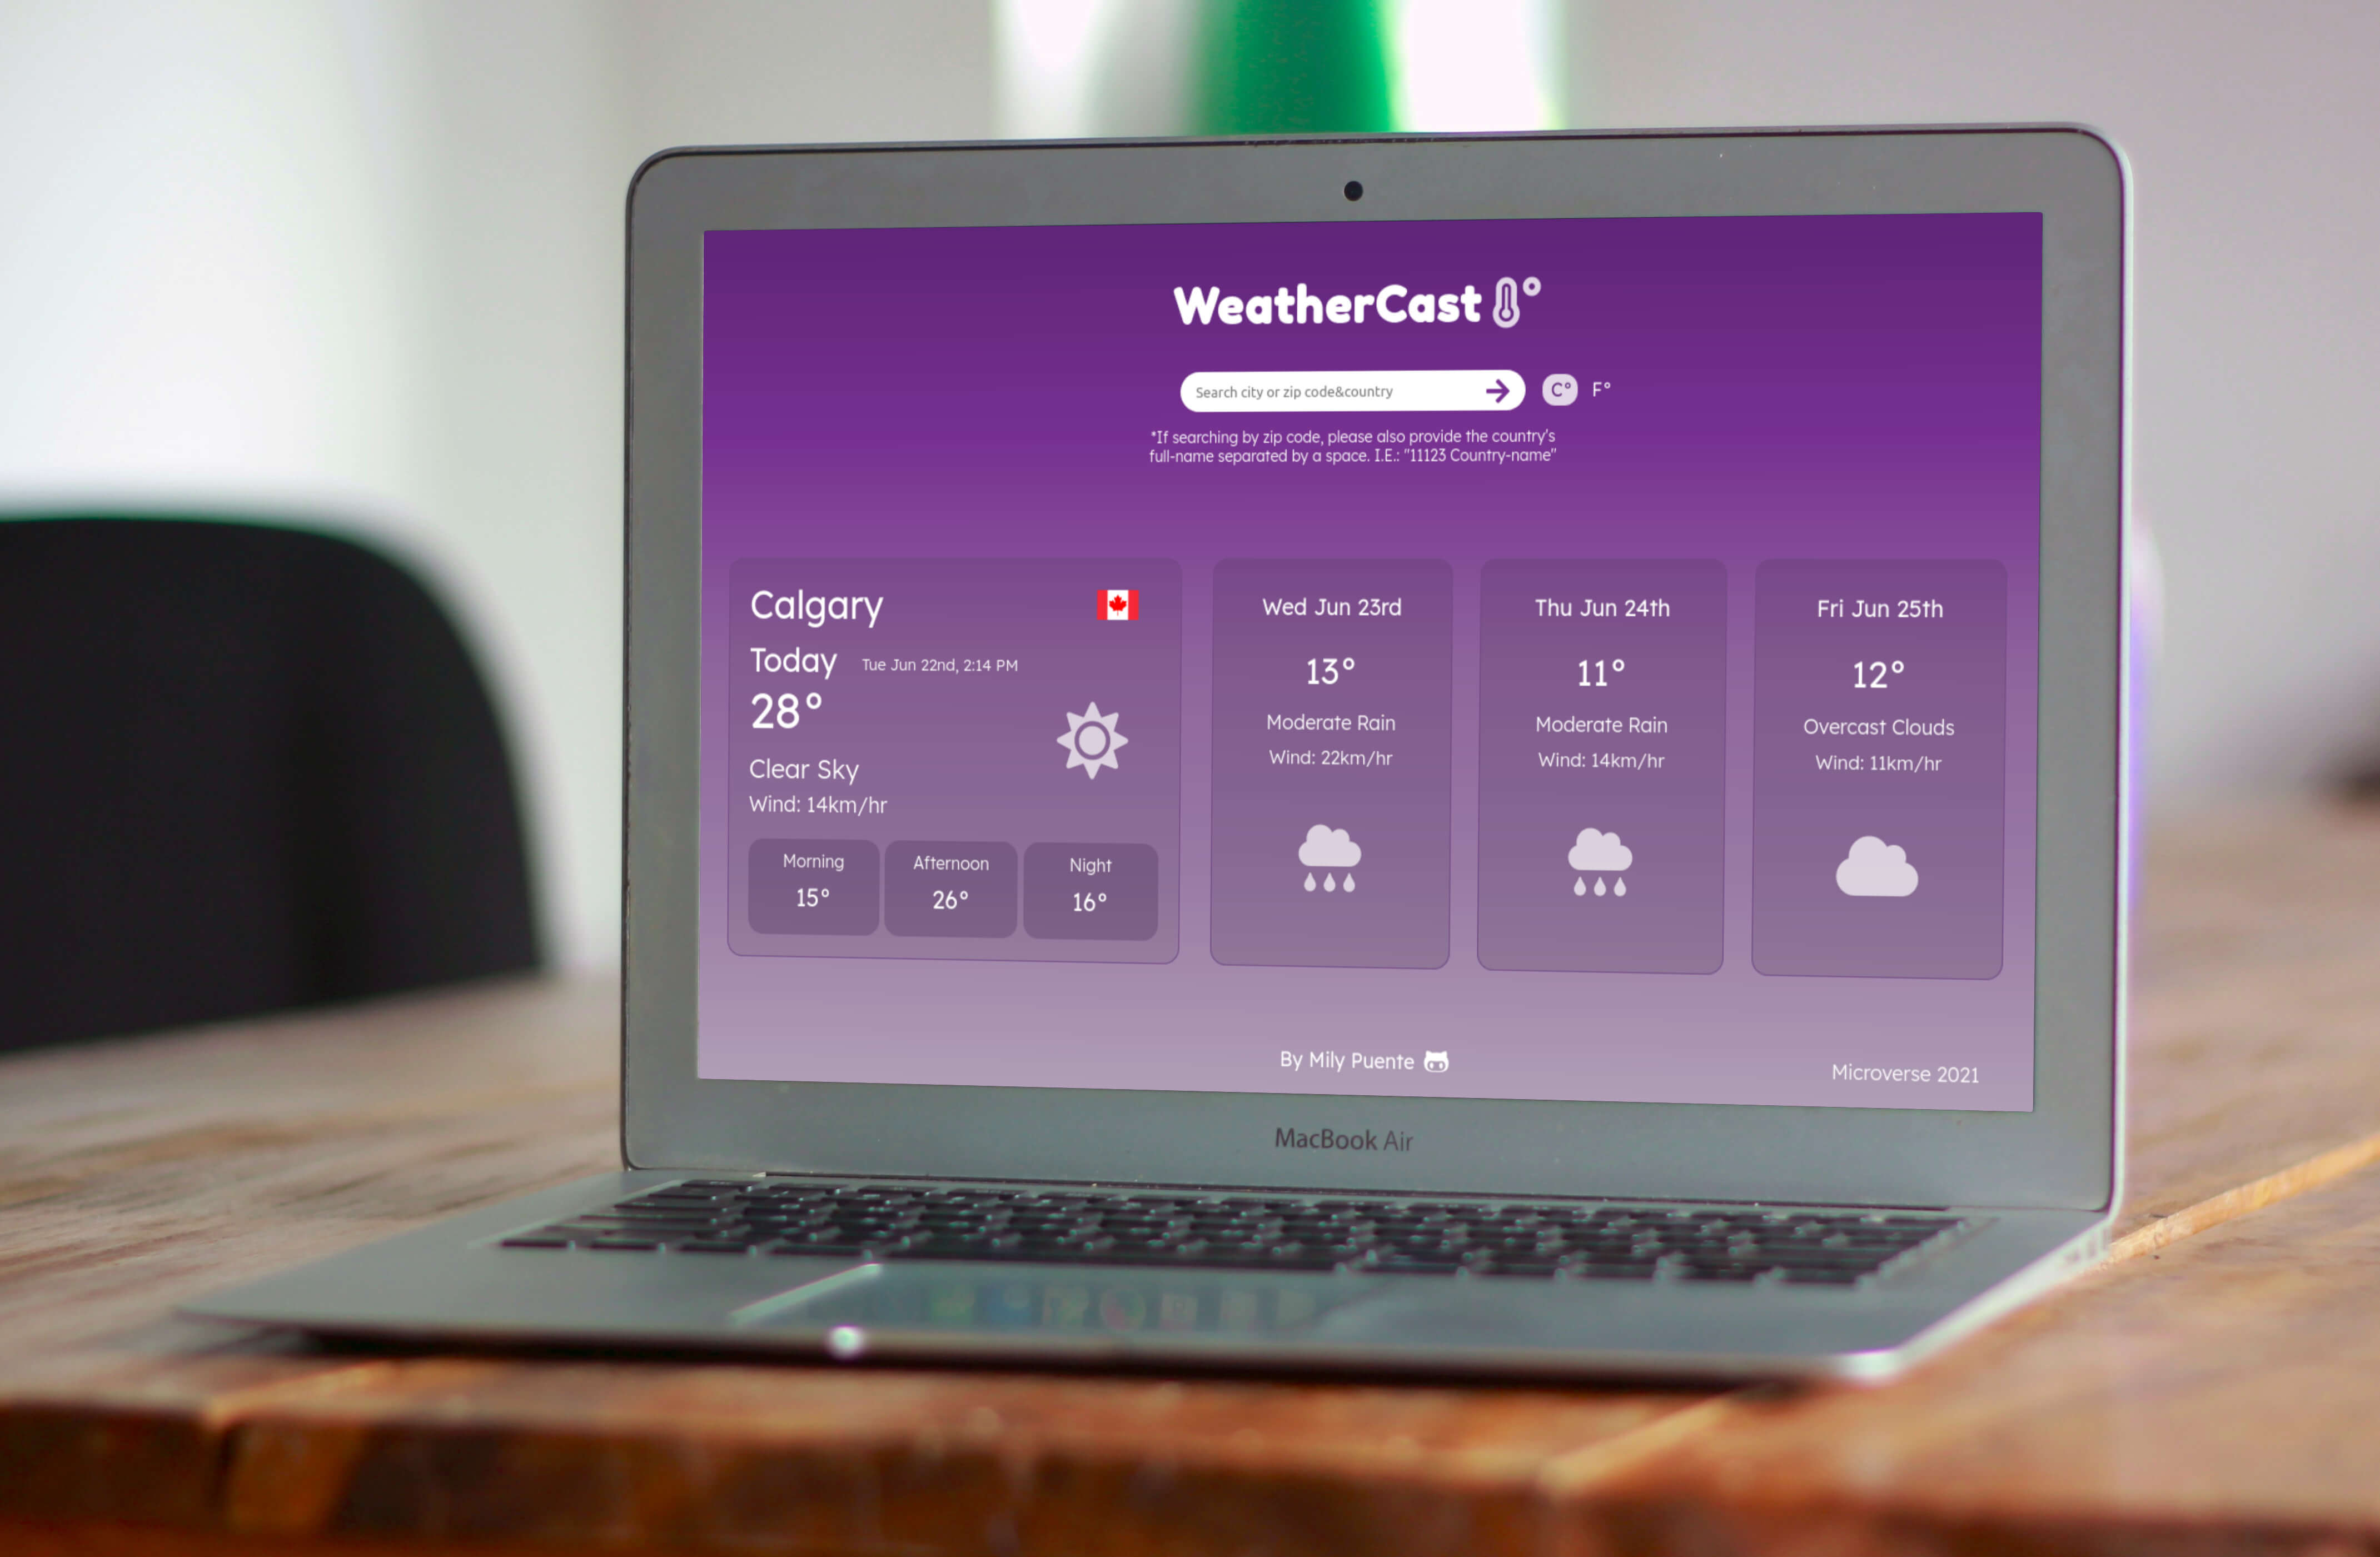 WeatherCast
Search city or zip code&country
C° F°
*If searching by zip code, please also provide the country's
full-name separated by a space. I.E.: "11123 Country-name"
Calgary
Today Tue Jun 22nd, 2:14 PM
28°
Clear Sky
Wind: 14km/hr
Morning
15°
Afternoon
26°
Night
16°
Wed Jun 23rd
13°
Moderate Rain
Wind: 22km/hr
Thu Jun 24th
11°
Moderate Rain
Wind: 14km/hr
Fri Jun 25th
12°
Overcast Clouds
Wind: 11km/hr
By Mily Puente
Microverse 2021
MacBook Air